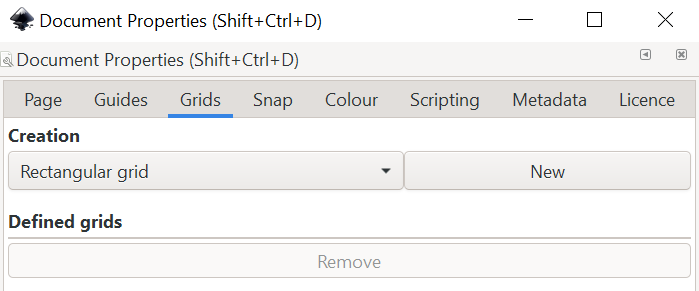 Document Properties (Shift+Ctrl+D)
Document Properties (Shift+Ctrl+D)
Page Guides Grids Snap Colour Scripting Metadata Licence
Creation
Rectangular grid New
Defined grids
Remove